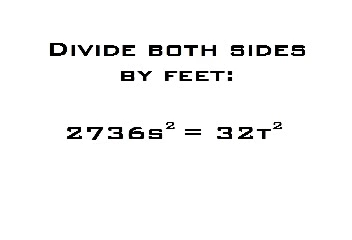 Divide both sides
by feet:
2736s² = 32t²